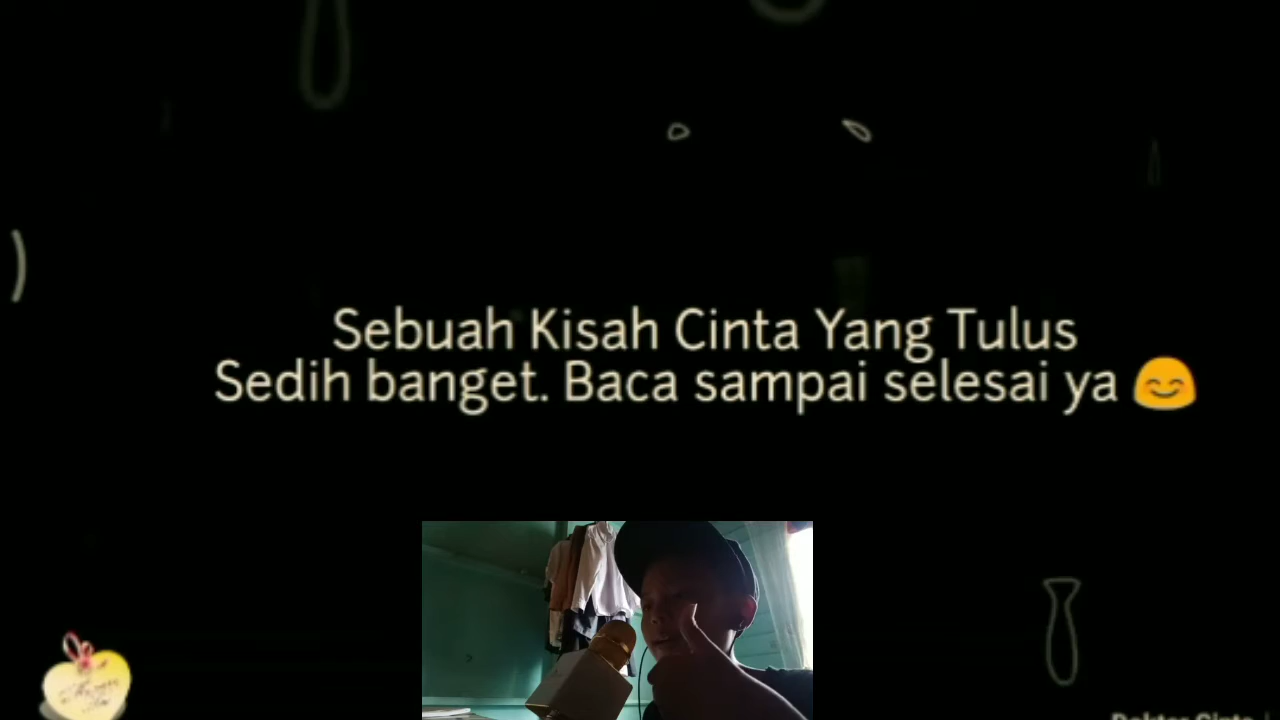 Sebuah Kisah Cinta Yang Tulus
Sedih banget. Baca sampai selesai ya 😊